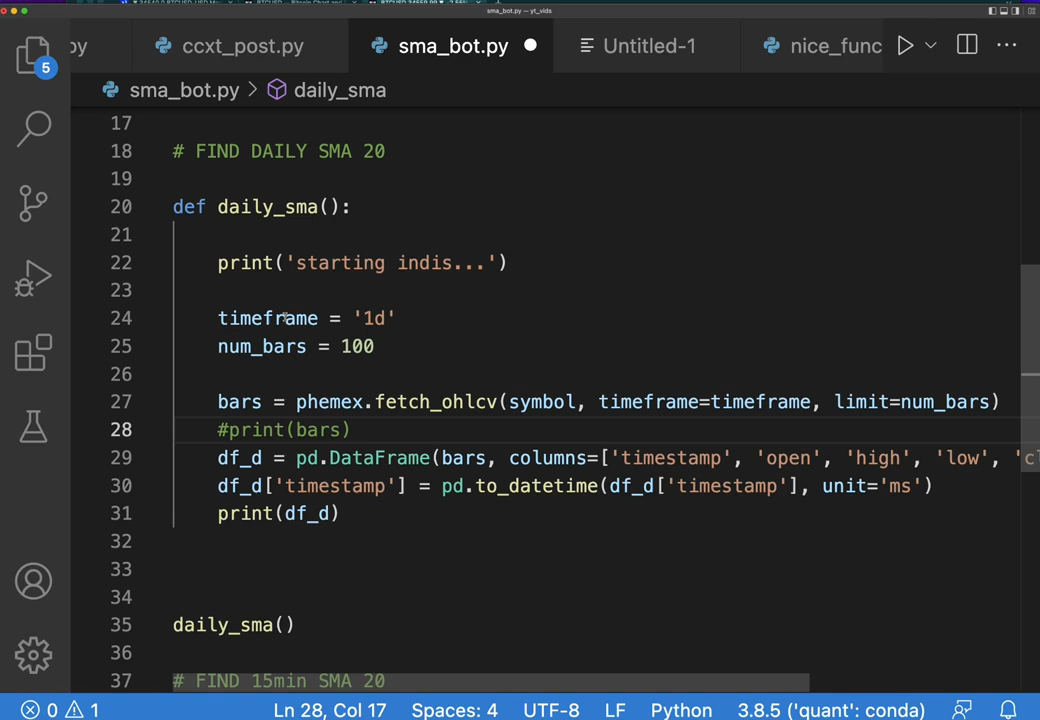 sma_bot.py — yt_vids
py
ccxt_post.py
sma_bot.py
Untitled-1
nice_func
5
sma_bot.py > daily_sma
17
18 # FIND DAILY SMA 20
19
20 def daily_sma():
21
22 print('starting indis...')
23
24 timeframe = '1d'
25 num_bars = 100
26
27 bars = phemex.fetch_ohlcv(symbol, timeframe=timeframe, limit=num_bars)
28 #print(bars)
29 df_d = pd.DataFrame(bars, columns=['timestamp', 'open', 'high', 'low', 'cl
30 df_d['timestamp'] = pd.to_datetime(df_d['timestamp'], unit='ms')
31 print(df_d)
32
33
34
35 daily_sma()
36
37 # FIND 15min SMA 20
0 1 Ln 28, Col 17 Spaces: 4 UTF-8 LF Python 3.8.5 ('quant': conda)